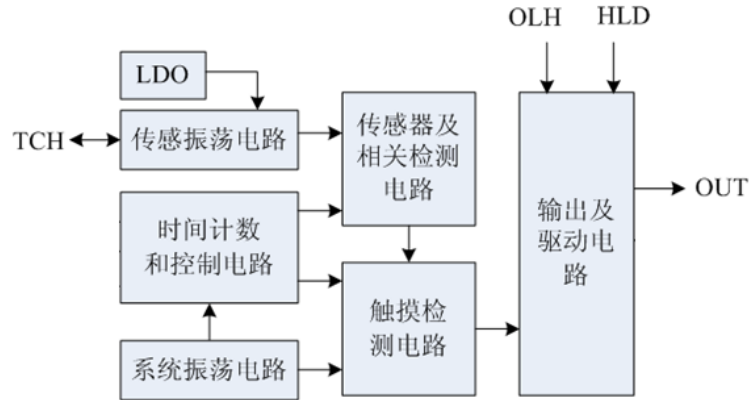 OLH HLD
LDO
TCH
传感振荡电路
传感器及
相关检测
电路
时间计数
和控制电路
输出及
驱动电
路
OUT
触摸检
测电路
系统振荡电路